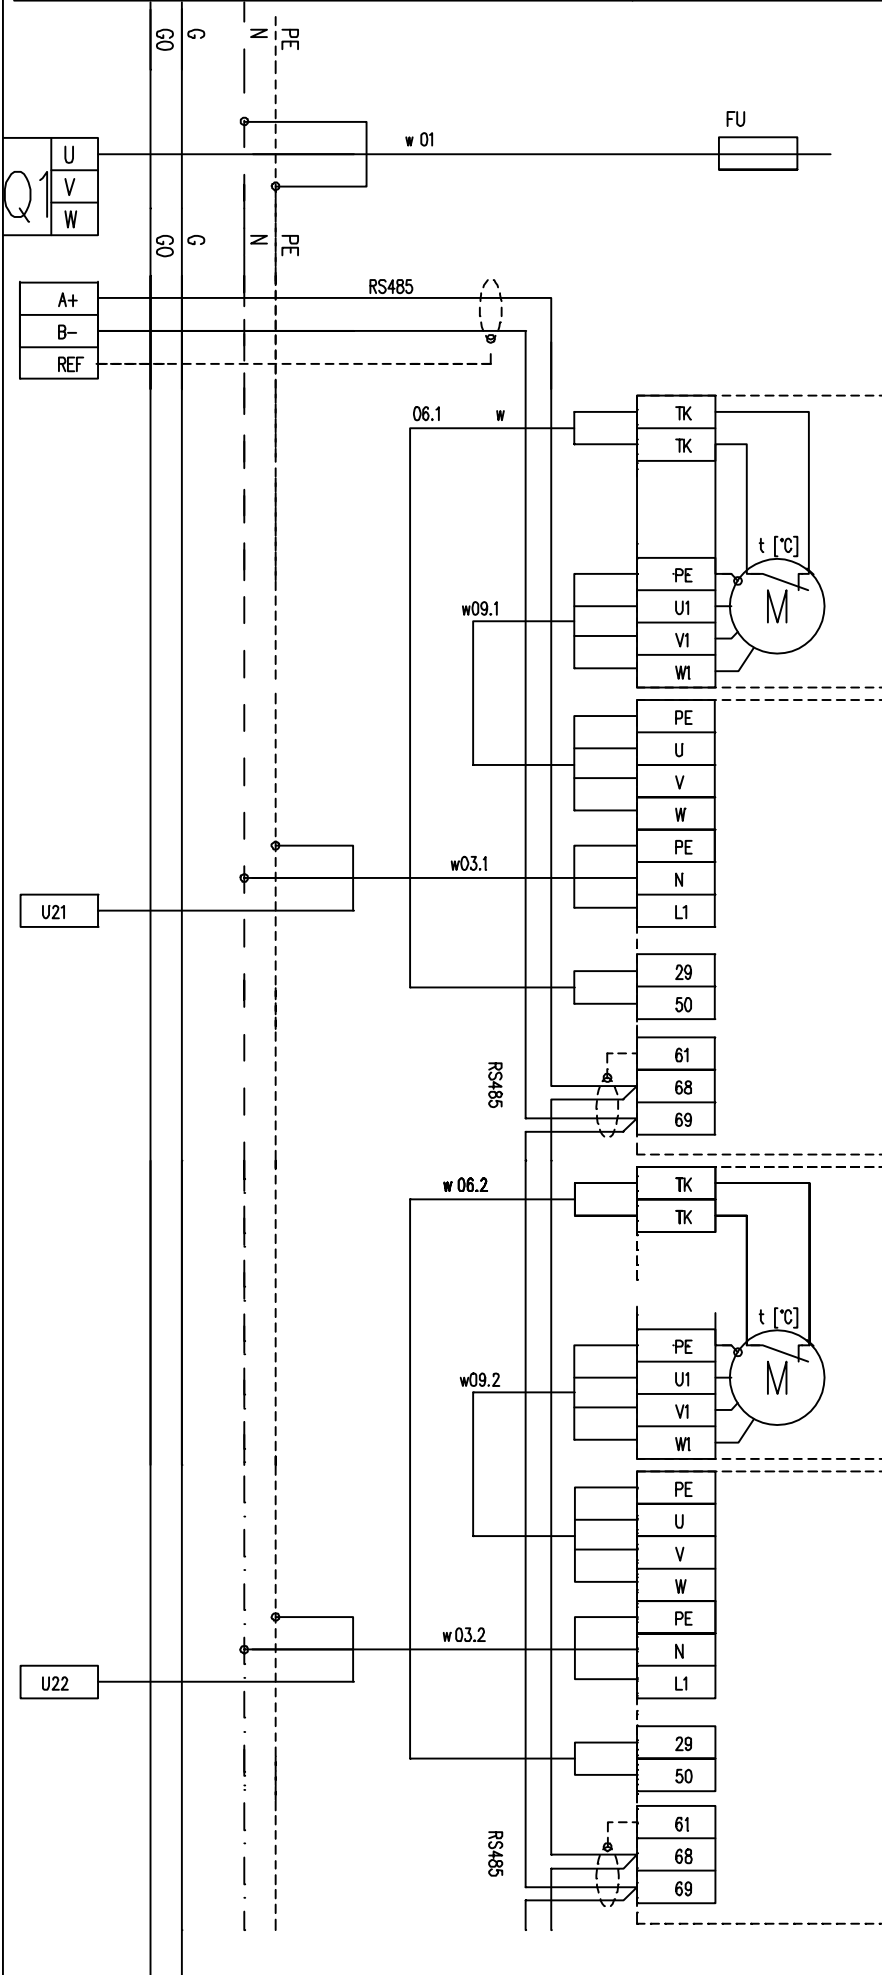 GO G N PE
FU
w 01
U
V
W
Q1
GO G N PE
RS485
A+
B-
REF
06.1 w
TK
TK
t [°C]
PE
M
U1
w09.1
V1
W1
PE
U
V
W
PE
w03.1
N
U21
L1
29
50
61
RS485
68
69
w 06.2
TK
TK
t [°C]
PE
M
U1
w09.2
V1
W1
PE
U
V
W
PE
w 03.2
N
U22
L1
29
50
61
RS485
68
69